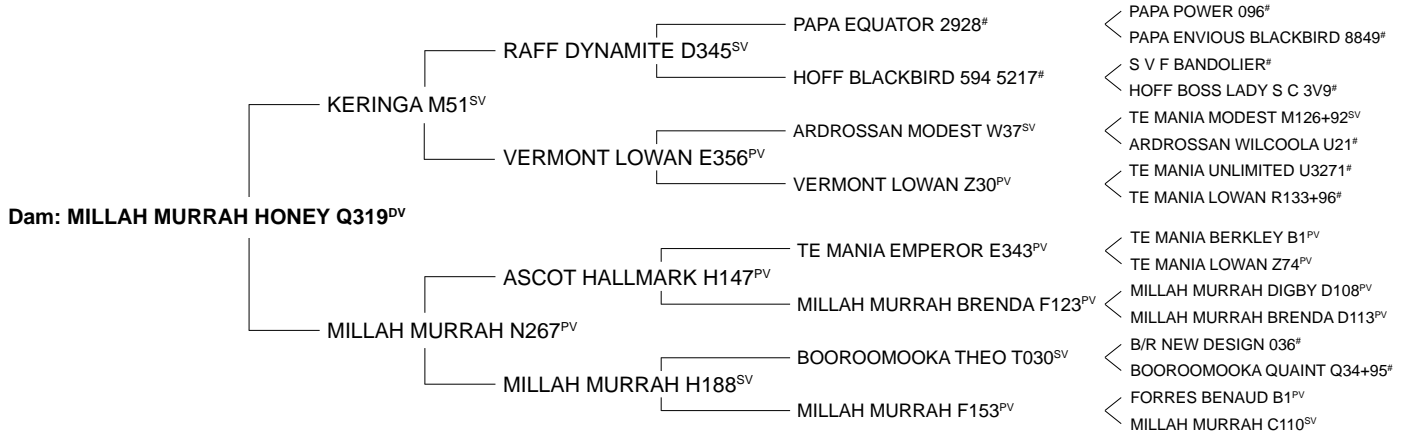 PAPA POWER 096#
PAPA EQUATOR 2928#
PAPA ENVIOUS BLACKBIRD 8849#
RAFF DYNAMITE D345SV
S V F BANDOLIER#
HOFF BLACKBIRD 594 5217#
HOFF BOSS LADY S C 3V9#
KERINGA M51SV
TE MANIA MODEST M126+92SV
ARDROSSAN MODEST W37SV
ARDROSSAN WILCOOLA U21#
VERMONT LOWAN E356PV
TE MANIA UNLIMITED U3271#
VERMONT LOWAN Z30PV
TE MANIA LOWAN R133+96#
Dam: MILLAH MURRAH HONEY Q319DV
TE MANIA BERKLEY B1PV
TE MANIA EMPEROR E343PV
TE MANIA LOWAN Z74PV
ASCOT HALLMARK H147PV
MILLAH MURRAH DIGBY D108PV
MILLAH MURRAH BRENDA F123PV
MILLAH MURRAH BRENDA D113PV
MILLAH MURRAH N267PV
B/R NEW DESIGN 036#
BOOROOMOOKA THEO T030SV
BOOROOMOOKA QUAINT Q34+95#
MILLAH MURRAH H188SV
FORRES BENAUD B1PV
MILLAH MURRAH F153PV
MILLAH MURRAH C110SV